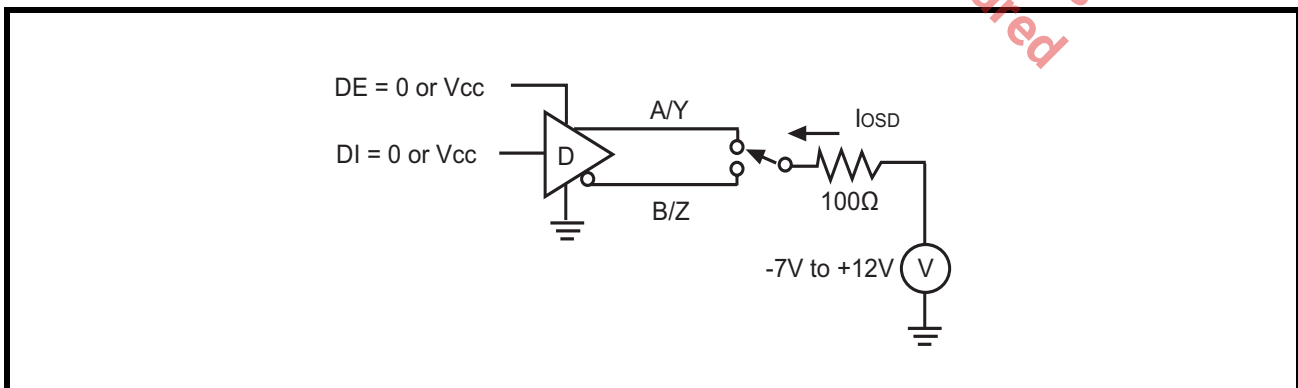 DE = 0 or Vcc
A/Y
IOSD
DI = 0 or Vcc
D
100Ω
B/Z
-7V to +12V
V